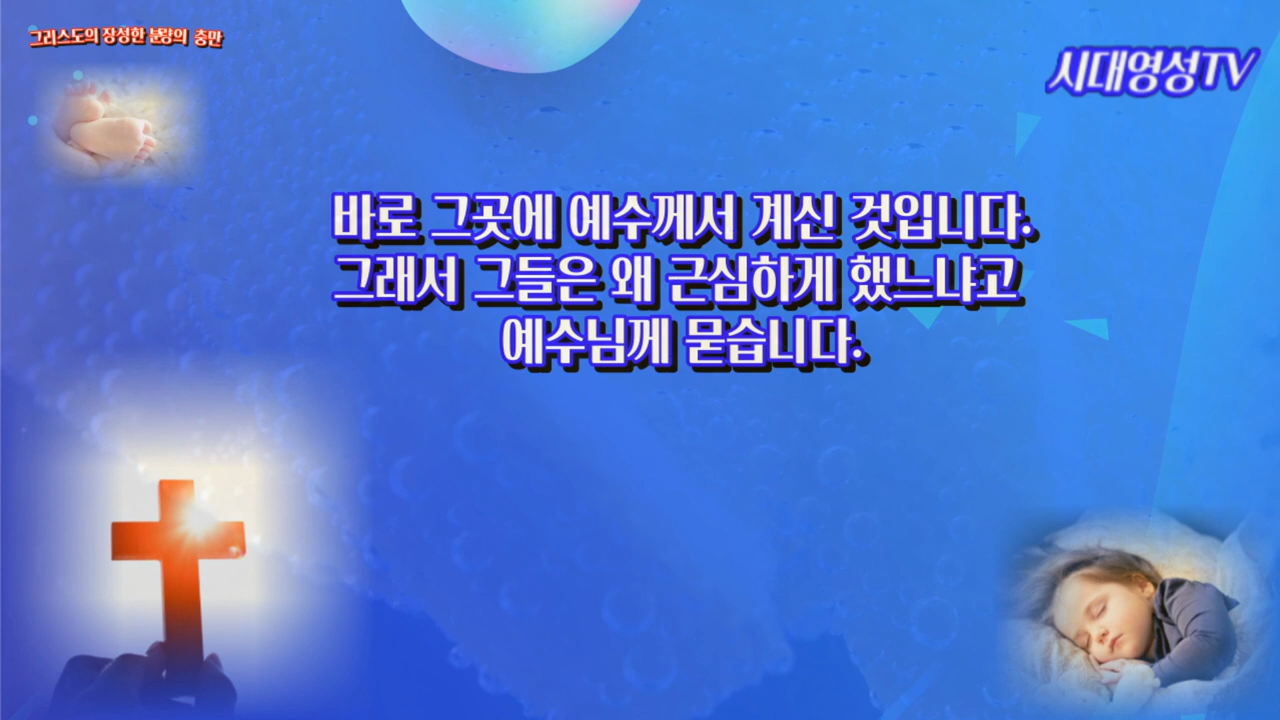 그리스도의 장성한 분량의 충만
시대영성TV
바로 그곳에 예수께서 계신 것입니다.
그래서 그들은 왜 근심하게 했느냐고
예수님께 묻습니다.